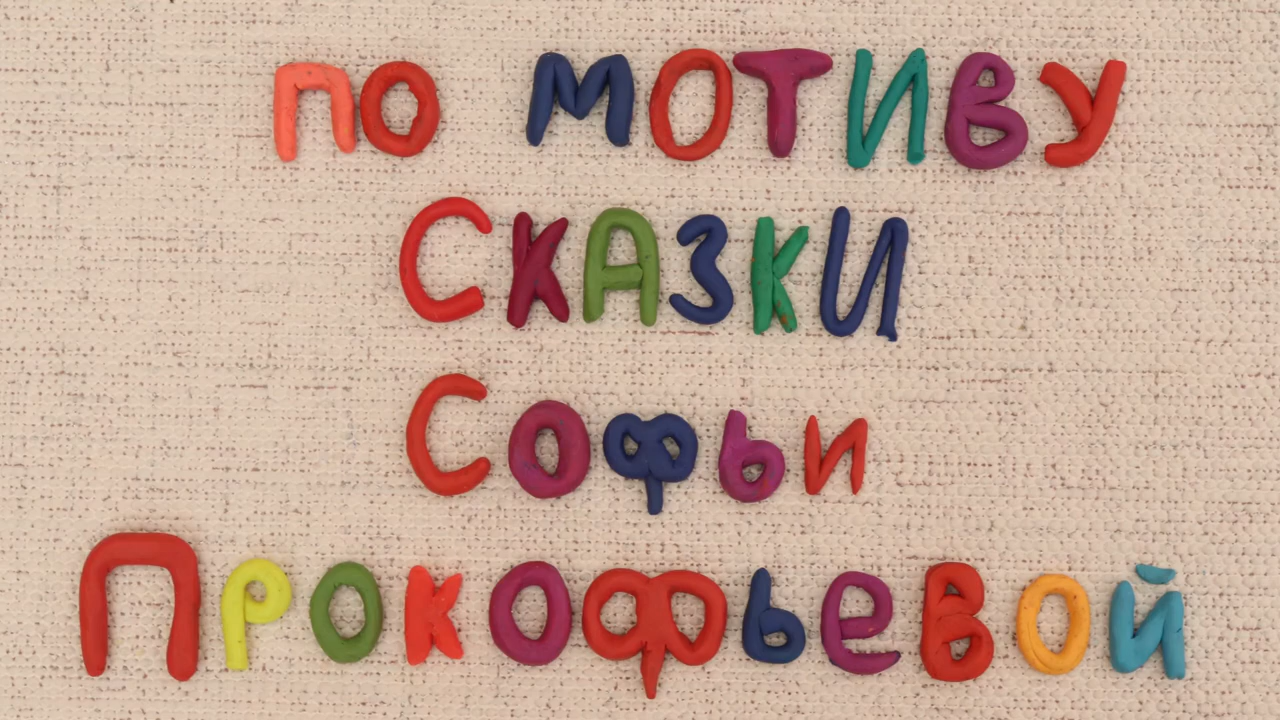 по мотиву
Сказки
Софьи
Прокофьевой